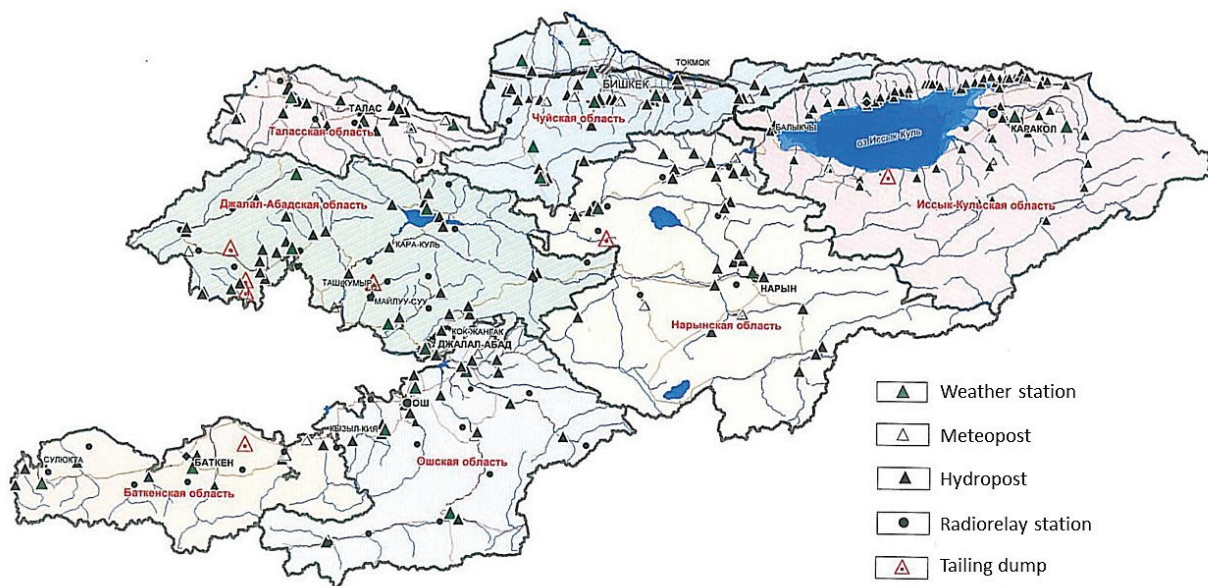 ТОКМОК
БИШКЕК
ТАЛАС
Таласская область
Чуйская область
БАЛЫКЧЫ
оз.Иссык-Куль
КАРАКОЛ
Джалал-Абадская область
Иссык-Кульская область
КАРА-КУЛЬ
ТАШ-КУМЫР
МАЙЛУУ-СУУ
НАРЫН
Нарынская область
КОК-ЖАНГАК
ДЖАЛАЛ-АБАД
ОШ
КЫЗЫЛ-КИЯ
СУЛЮКТА
БАТКЕН
Ошская область
Баткенская область
Weather station
Meteopost
Hydropost
Radiorelay station
Tailing dump